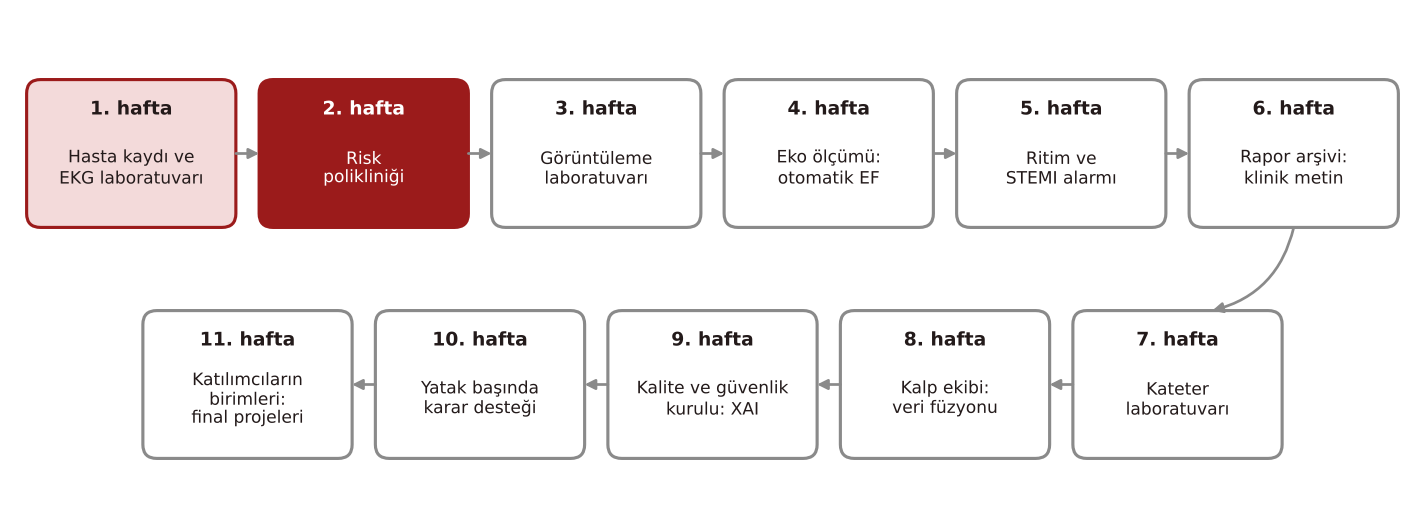 1. hafta
Hasta kaydı ve
EKG laboratuvarı
2. hafta
Risk
polikliniği
3. hafta
Görüntüleme
laboratuvarı
4. hafta
Eko ölçümü:
otomatik EF
5. hafta
Ritim ve
STEMI alarmı
6. hafta
Rapor arşivi:
klinik metin
7. hafta
Kateter
laboratuvarı
8. hafta
Kalp ekibi:
veri füzyonu
9. hafta
Kalite ve güvenlik
kurulu: XAI
10. hafta
Yatak başında
karar desteği
11. hafta
Katılımcıların
birimleri:
final projeleri